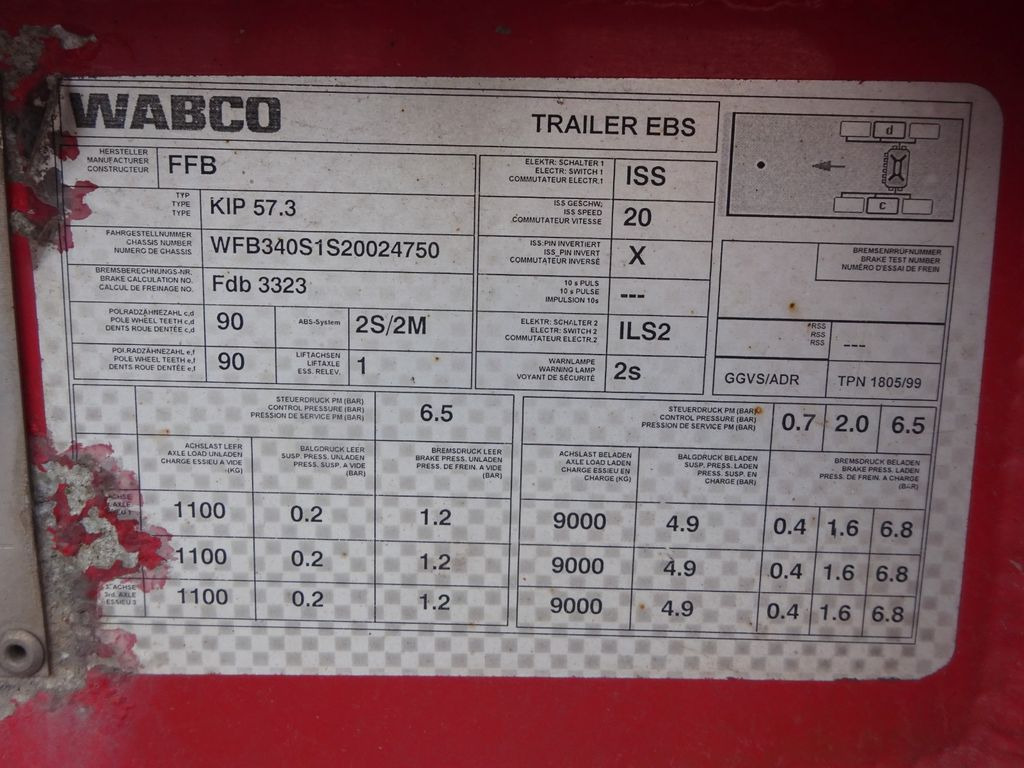 WABCO
TRAILER EBS
HERSTELLER
MANUFACTURER
CONSTRUCTEUR
FFB
TYP
TYPE
TYPE
KIP 57.3
FAHRGESTELLNUMMER
CHASSIS NUMBER
NUMERO DE CHASSIS
WFB340S1S20024750
BREMSBERECHNUNGS-NR.
BRAKE CALCULATION NO.
CALCUL DE FREINAGE NO.
Fdb 3323
POLRADZÄHNEZAHL c,d
POLE WHEEL TEETH c,d
DENTS ROUE DENTÉE c,d
90
ABS-System
2S/2M
POLRADZÄHNEZAHL e,f
POLE WHEEL TEETH e,f
DENTS ROUE DENTÉE e,f
90
LIFTACHSEN
LIFTAXLE
ESS. RELEV.
1
ELEKTR: SCHALTER 1
ELECTR: SWITCH 1
COMMUTATEUR ELECTR.1
ISS
ISS GESCHW;
ISS SPEED
COMMUTATEUR VITESSE
20
ISS:PIN INVERTIERT
ISS_PIN INVERT
COMMUTATEUR INVERSÉ
X
10 s PULS
10 s PULSE
IMPULSION 10s
---
ELEKTR: SCHALTER 2
ELECTR: SWITCH 2
COMMUTATEUR ELECTR.2
ILS2
WARNLAMPE
WARNING LAMP
VOYANT DE SÉCURITÉ
2s
d
c
BREMSENPRÜFNUMMER
BRAKE TEST NUMBER
NUMÉRO D'ESSAI DE FREIN
RSS
RSS
RSS
---
GGVS/ADR
TPN 1805/99
STEUERDRUCK PM (BAR)
CONTROL PRESSURE (BAR)
PRESSION DE SERVICE PM (BAR)
6.5
ACHSLAST LEER
AXLE LOAD UNLADEN
CHARGE ESSIEU A VIDE
(KG)
BALGDRUCK LEER
SUSP. PRESS. UNLADEN
PRESS. SUSP. A VIDE
(BAR)
BREMSDRUCK LEER
BRAKE PRESS. UNLADEN
PRESS. DE FREIN. A VIDE
(BAR)
1100 0.2 1.2
1100 0.2 1.2
3. ACHSE
3rd. AXLE
ESSIEU 3
1100 0.2 1.2
STEUERDRUCK PM (BAR)
CONTROL PRESSURE (BAR)
PRESSION DE SERVICE PM (BAR)
0.7 2.0 6.5
ACHSLAST BELADEN
AXLE LOAD LADEN
CHARGE ESSIEU EN
CHARGE (KG)
BALGDRUCK BELADEN
SUSP. PRESS. LADEN
PRESS. SUSP. EN
CHARGE (BAR)
BREMSDRUCK BELADEN
BRAKE PRESS. LADEN
PRESS. DE FREIN. A CHARGE
(BAR)
9000 4.9 0.4 1.6 6.8
9000 4.9 0.4 1.6 6.8
9000 4.9 0.4 1.6 6.8